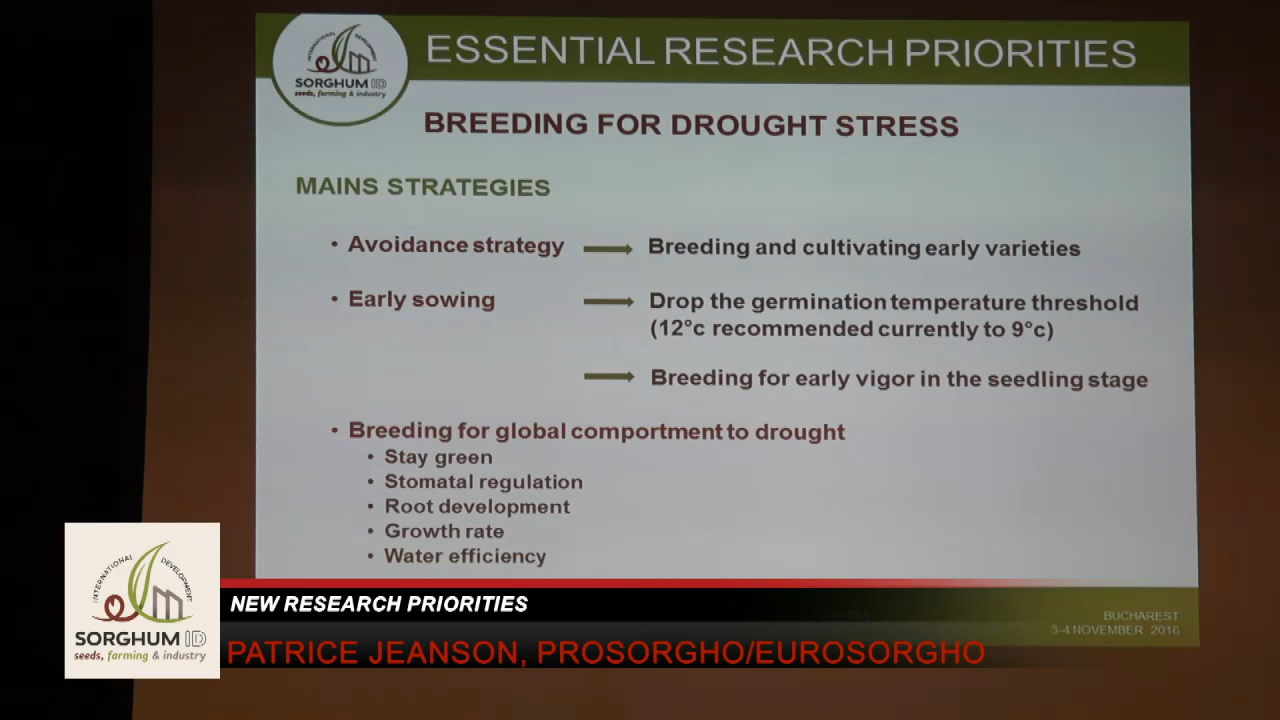 INTERNATIONAL DEVELOPMENT
SORGHUM ID
seeds, farming & industry
ESSENTIAL RESEARCH PRIORITIES
BREEDING FOR DROUGHT STRESS
MAINS STRATEGIES
• Avoidance strategy
Breeding and cultivating early varieties
• Early sowing
Drop the germination temperature threshold
(12°c recommended currently to 9°c)
Breeding for early vigor in the seedling stage
• Breeding for global comportment to drought
• Stay green
• Stomatal regulation
• Root development
• Growth rate
• Water efficiency
BUCHAREST
3-4 NOVEMBER 2016
INTERNATIONAL DEVELOPMENT
SORGHUM ID
seeds, farming & industry
NEW RESEARCH PRIORITIES
PATRICE JEANSON, PROSORGHO/EUROSORGHO